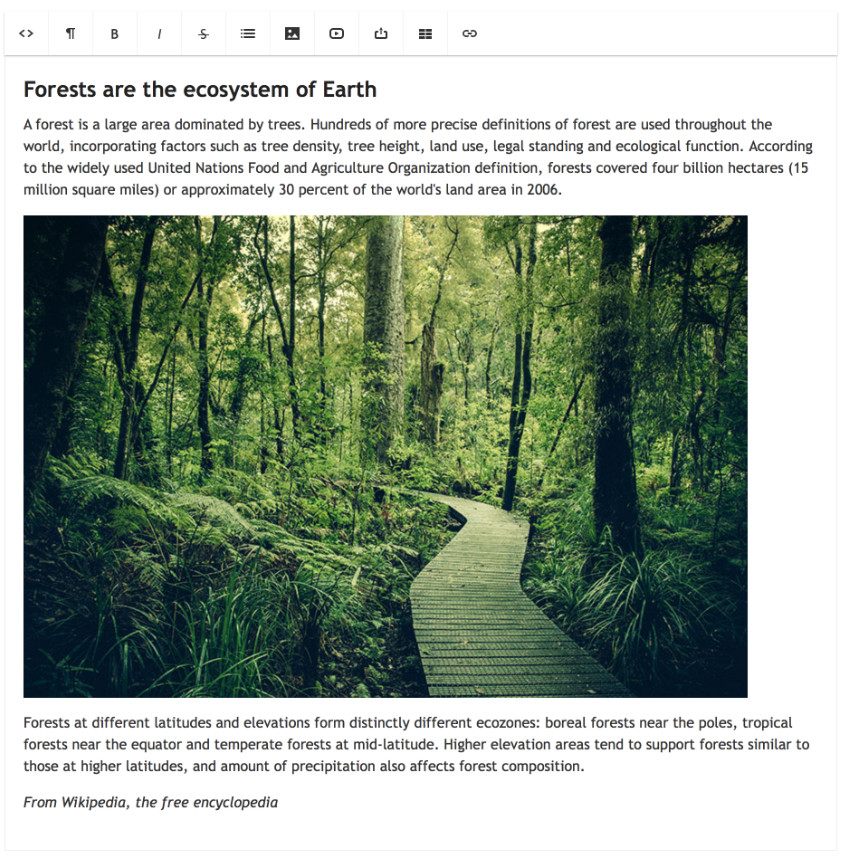 B I S
Forests are the ecosystem of Earth
A forest is a large area dominated by trees. Hundreds of more precise definitions of forest are used throughout the
world, incorporating factors such as tree density, tree height, land use, legal standing and ecological function. According
to the widely used United Nations Food and Agriculture Organization definition, forests covered four billion hectares (15
million square miles) or approximately 30 percent of the world's land area in 2006.
Forests at different latitudes and elevations form distinctly different ecozones: boreal forests near the poles, tropical
forests near the equator and temperate forests at mid-latitude. Higher elevation areas tend to support forests similar to
those at higher latitudes, and amount of precipitation also affects forest composition.
From Wikipedia, the free encyclopedia